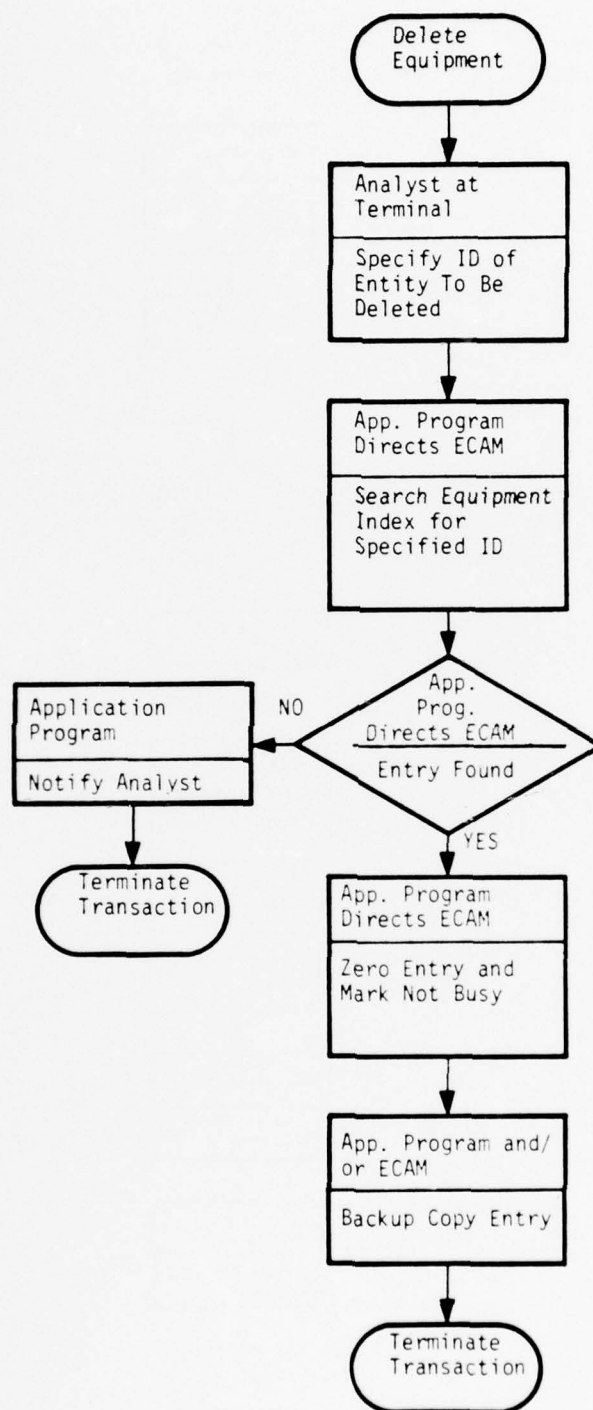 Delete
Equipment
Analyst at
Terminal
Specify ID of
Entity To Be
Deleted
App. Program
Directs ECAM
Search Equipment
Index for
Specified ID
App.
Prog.
Directs ECAM
Entry Found
NO
Application
Program
Notify Analyst
Terminate
Transaction
YES
App. Program
Directs ECAM
Zero Entry and
Mark Not Busy
App. Program and/
or ECAM
Backup Copy Entry
Terminate
Transaction